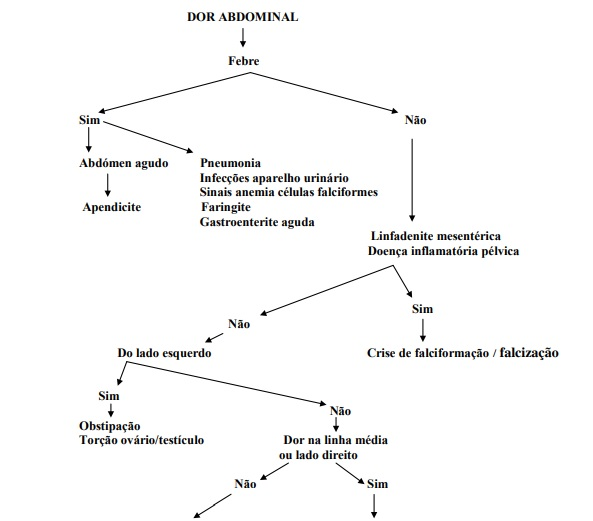 DOR ABDOMINAL
Febre
Sim
Não
Abdómen agudo
Apendicite
Pneumonia
Infecções aparelho urinário
Sinais anemia células falciformes
Faringite
Gastroenterite aguda
Linfadenite mesentérica
Doença inflamatória pélvica
Não
Sim
Do lado esquerdo
Crise de falciformação / falcização
Sim
Não
Obstipação
Torção ovário/testículo
Dor na linha média
ou lado direito
Não
Sim